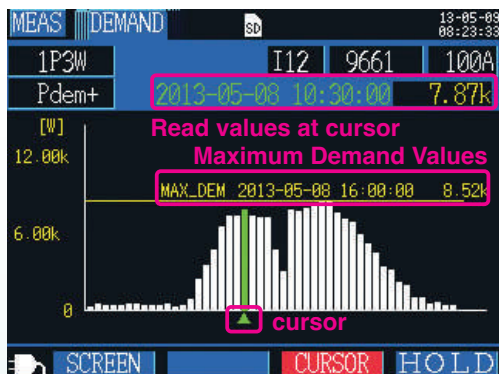 MEAS DEMAND SD 13-05-09
08:23:33
1P3W I12 9661 100A
Pdem+ 2013-05-08 10:30:00 7.87k
[W] Read values at cursor
12.00k Maximum Demand Values
MAX_DEM 2013-05-08 16:00:00 8.52k
6.00k
0
cursor
SCREEN CURSOR HOLD